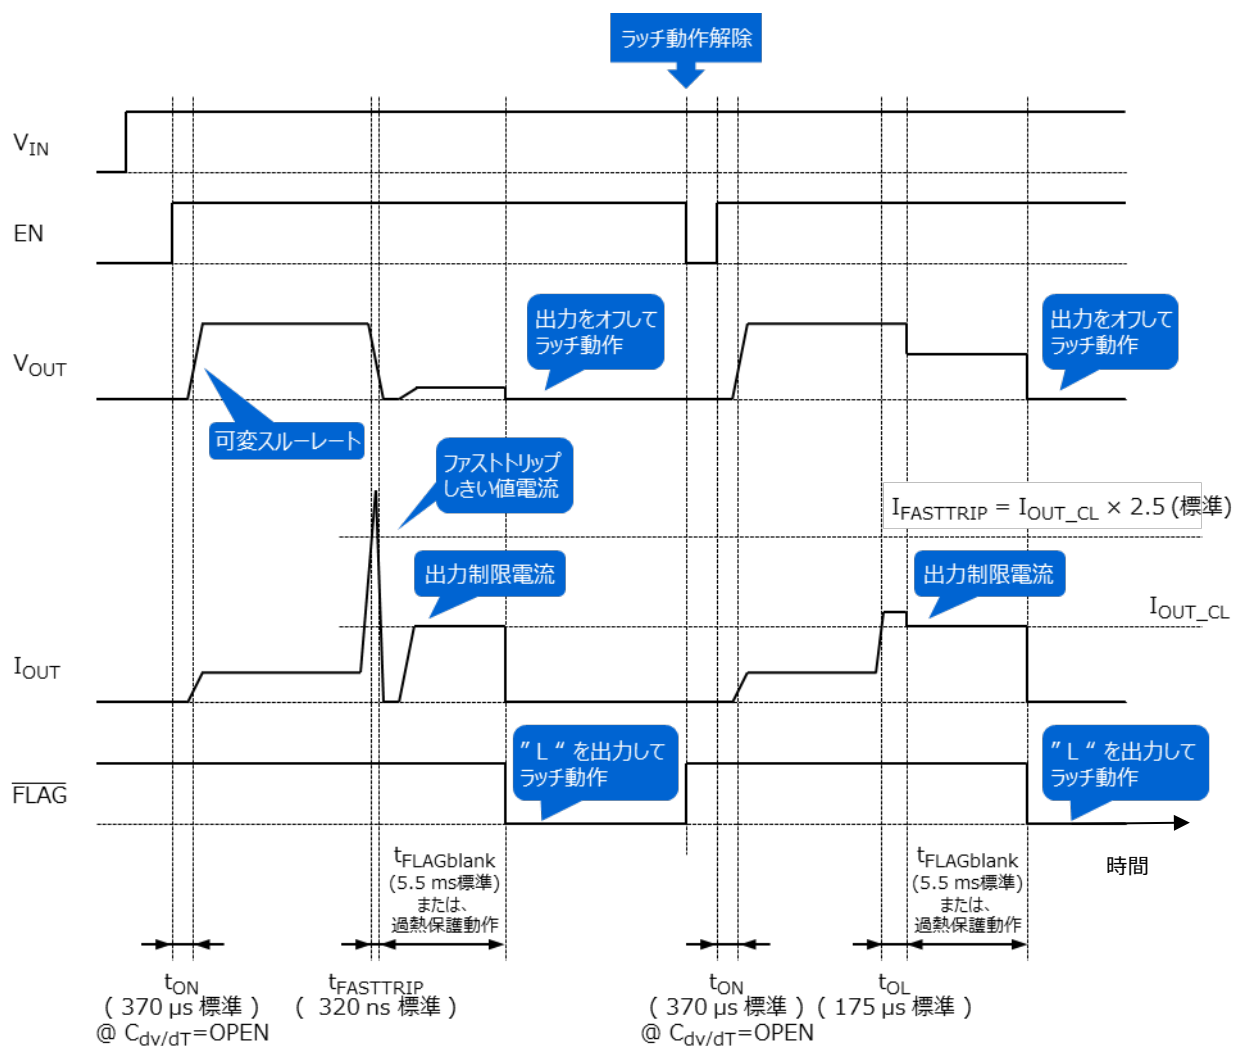 ラッチ動作解除
VIN
EN
VOUT
出力をオフして
ラッチ動作
出力をオフして
ラッチ動作
可変スルーレート
ファストトリップ
しきい値電流
IFASTTRIP = IOUT_CL × 2.5 (標準)
出力制限電流
出力制限電流
IOUT_CL
IOUT
” L “ を出力して
ラッチ動作
” L “ を出力して
ラッチ動作
FLAG
時間
tFLAGblank
(5.5 ms標準)
または、
過熱保護動作
tFLAGblank
(5.5 ms標準)
または、
過熱保護動作
tON
( 370 µs 標準 )
@ Cdv/dT=OPEN
tFASTTRIP
( 320 ns 標準 )
tON
( 370 µs 標準 )
@ Cdv/dT=OPEN
tOL
( 175 µs 標準 )